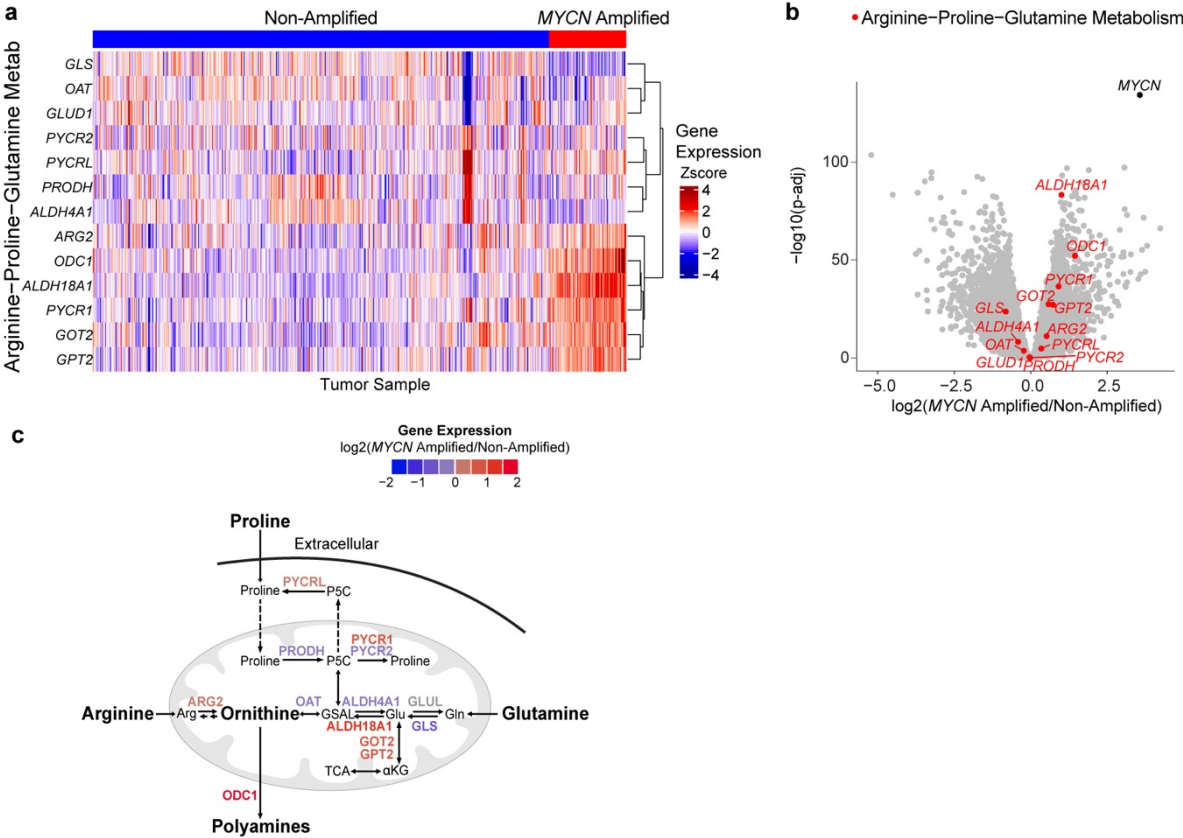 a
Non-Amplified
MYCN Amplified
Arginine-Proline-Glutamine Metab
GLS
OAT
GLUD1
PYCR2
PYCRL
PRODH
ALDH4A1
ARG2
ODC1
ALDH18A1
PYCR1
GOT2
GPT2
Tumor Sample
Gene
Expression
Zscore
4
2
0
−2
−4
b
Arginine−Proline−Glutamine Metabolism
MYCN
ALDH18A1
ODC1
PYCR1
GOT2
GPT2
GLS
ALDH4A1
ARG2
OAT
PYCRL
GLUD1
PRODH
PYCR2
−log10(p-adj)
100
50
0
−5.0
−2.5
0.0
2.5
log2(MYCN Amplified/Non-Amplified)
c
Gene Expression
log2(MYCN Amplified/Non-Amplified)
−2 −1 0 1 2
Proline
Extracellular
Proline PYCRL P5C
PYCR1
Proline PRODH P5C PYCR2 Proline
ARG2 OAT ALDH4A1 GLUL
Arginine Arg Ornithine GSAL Glu Gln Glutamine
ALDH18A1 GLS
GOT2
GPT2
TCA αKG
ODC1
Polyamines